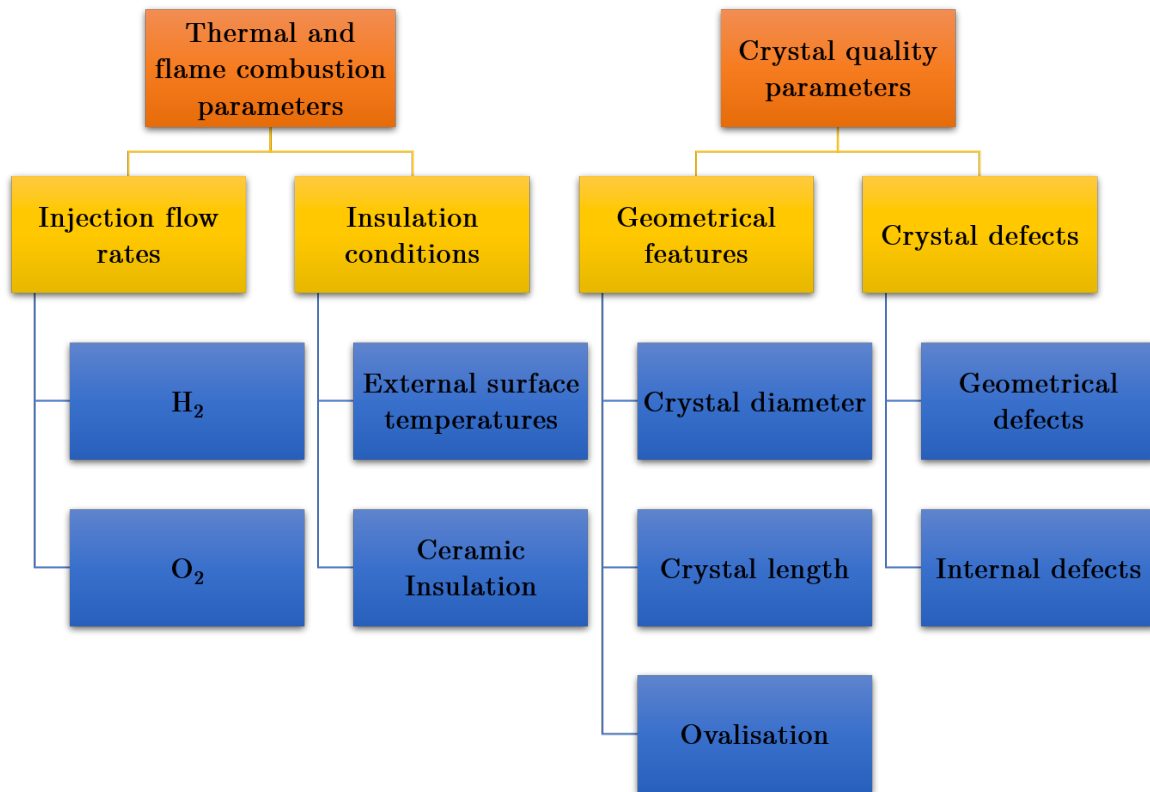 Thermal and
flame combustion
parameters
Crystal quality
parameters
Injection flow
rates
Insulation
conditions
Geometrical
features
Crystal defects
H₂
External surface
temperatures
Crystal diameter
Geometrical
defects
O₂
Ceramic
Insulation
Crystal length
Internal defects
Ovalisation